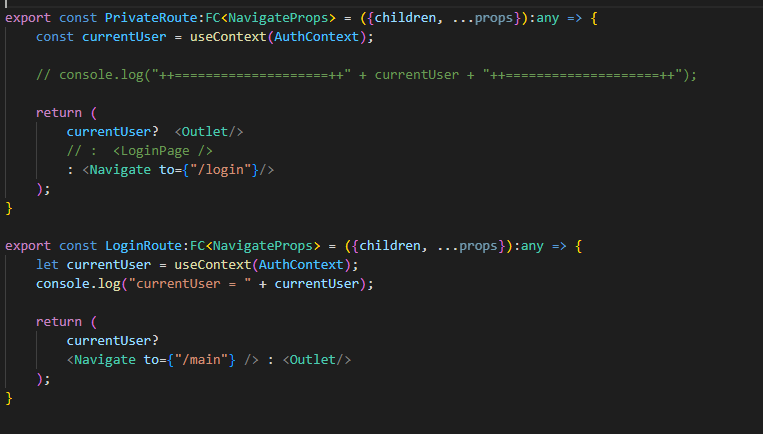 export const PrivateRoute:FC<NavigateProps> = ({children, ...props}):any => {
    const currentUser = useContext(AuthContext);
    // console.log("++====================++" + currentUser + "++====================++");
    return (
        currentUser?  <Outlet/>
        // :  <LoginPage />
        : <Navigate to={"/login"}/>
    );
}
export const LoginRoute:FC<NavigateProps> = ({children, ...props}):any => {
    let currentUser = useContext(AuthContext);
    console.log("currentUser = " + currentUser);
    return (
        currentUser?
        <Navigate to={"/main"} /> : <Outlet/>
    );
}